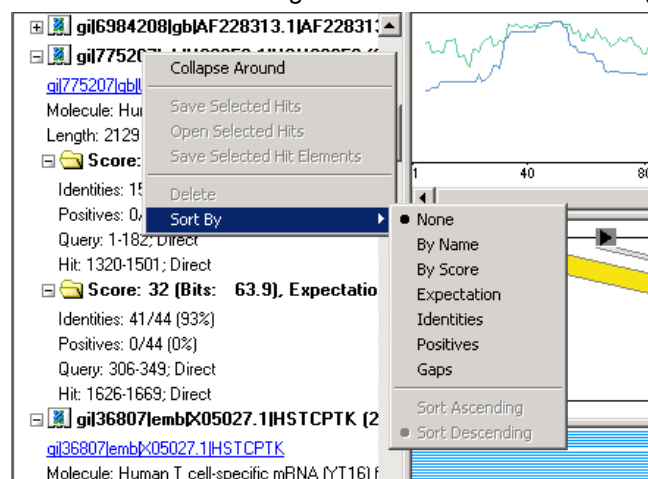 gi|6984208|gb|AF228313.1|AF22831
gi|77520
gi|775207|gb|
Molecule: Hu
Length: 2129
Score:
Identities: 1
Positives: 0/
Query: 1-182; Direct
Hit: 1320-1501; Direct
Score: 32 (Bits: 63.9), Expectatio
Identities: 41/44 (93%)
Positives: 0/44 (0%)
Query: 306-349; Direct
Hit: 1626-1669; Direct
gi|36807|emb|X05027.1|HSTCPTK (2
gi|36807|emb|X05027.1|HSTCPTK
Molecule: Human T cell-specific mRNA (YT16) f
Collapse Around
Save Selected Hits
Open Selected Hits
Save Selected Hit Elements
Delete
Sort By
None
By Name
By Score
Expectation
Identities
Positives
Gaps
Sort Ascending
Sort Descending
1 40 80